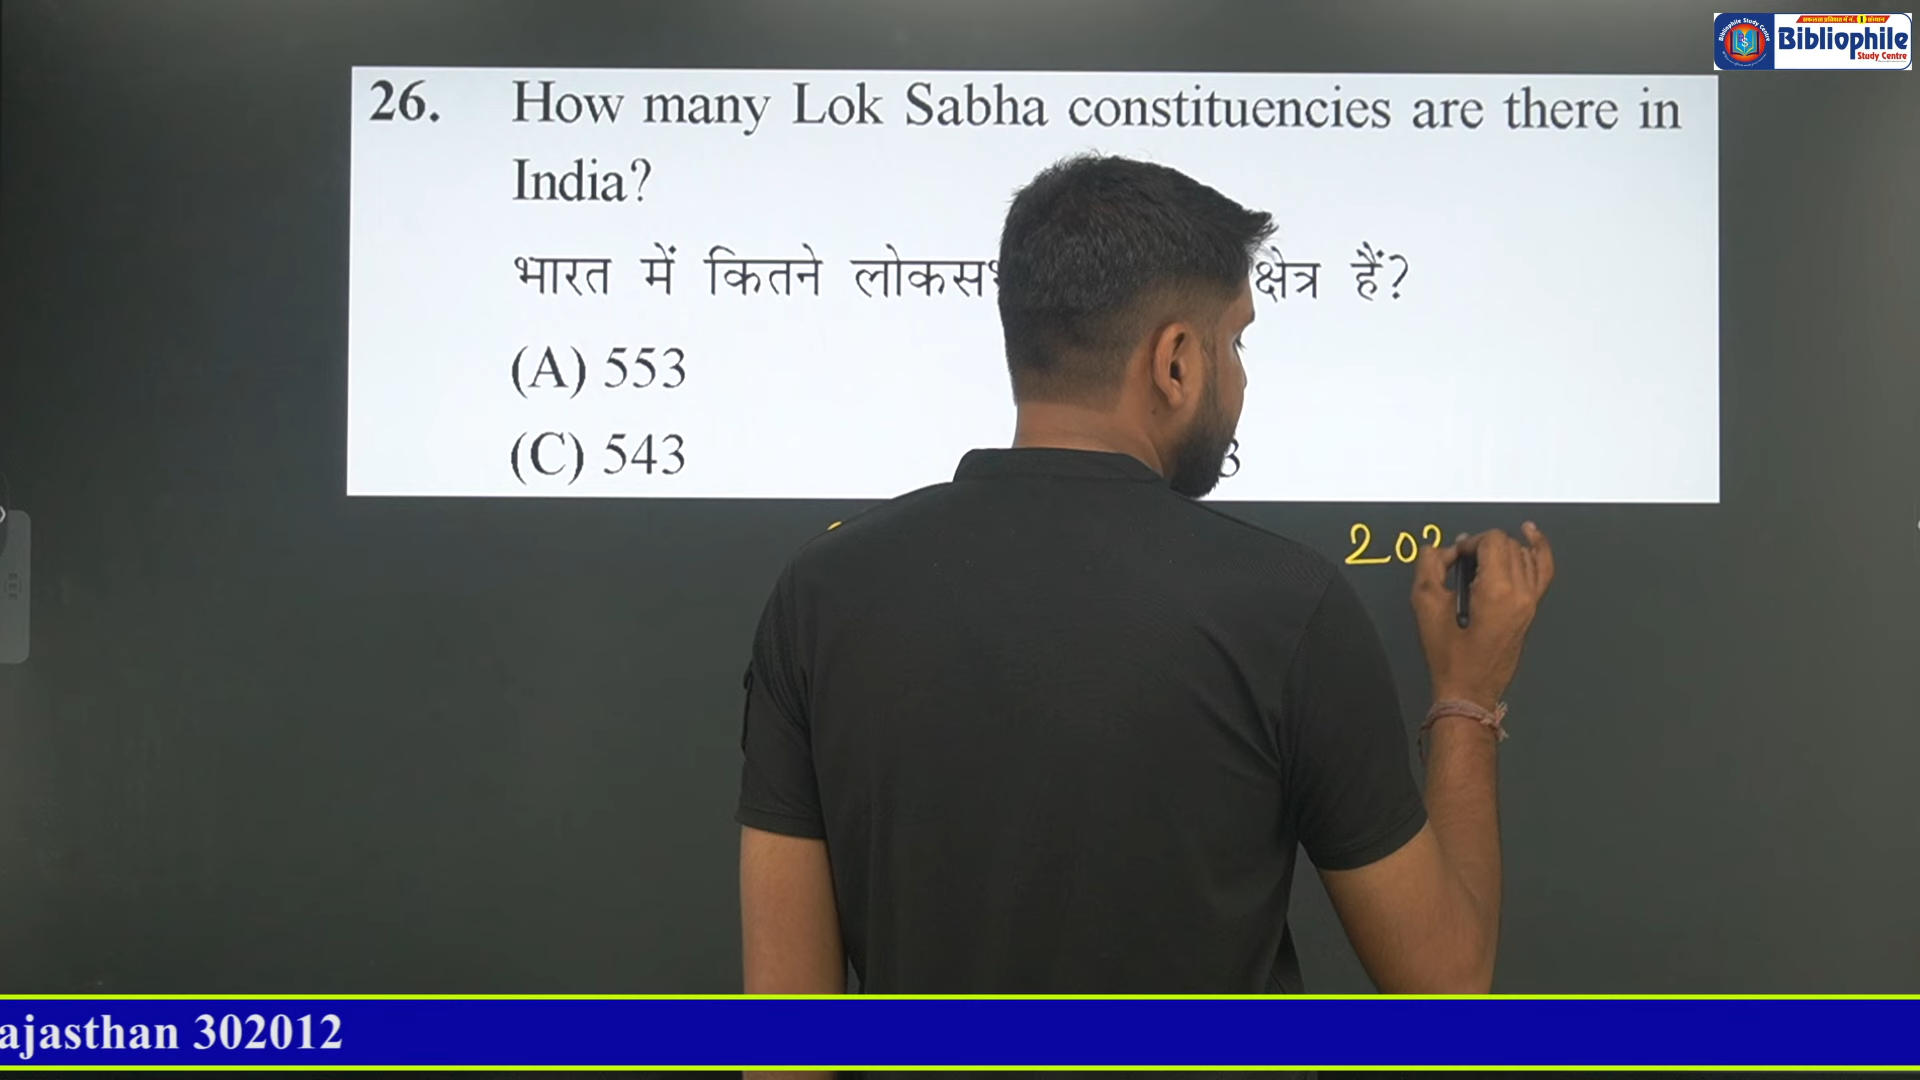 Bibliophile
Study Centre
26. How many Lok Sabha constituencies are there in
India?
भारत में कितने क्षेत्र हैं?
(A) 553
(C) 543
ajasthan 302012